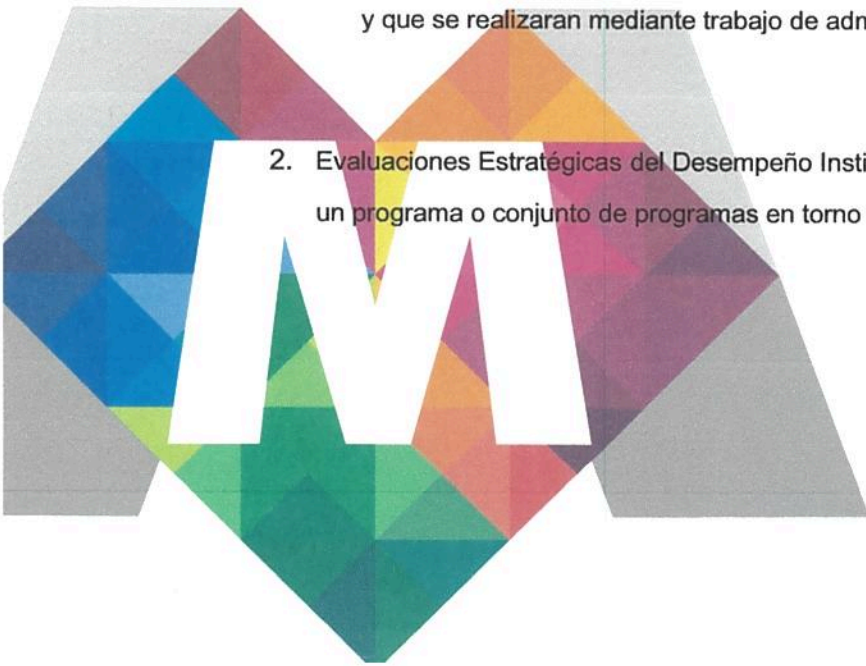 y que se realizaran mediante trabajo de adn
2. Evaluaciones Estratégicas del Desempeño Insti
un programa o conjunto de programas en torno
M